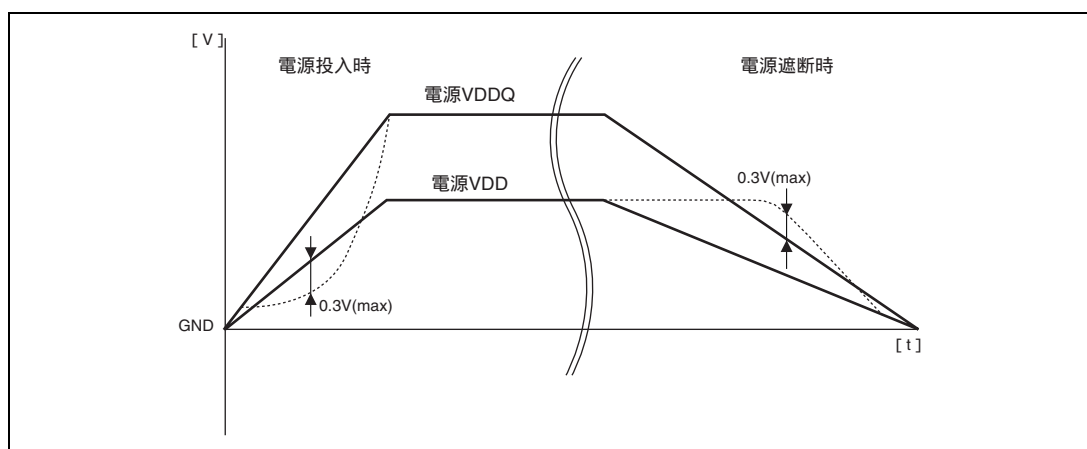 [ V ]
電源投入時
電源遮断時
電源VDDQ
電源VDD
0.3V(max)
0.3V(max)
GND
[ t ]